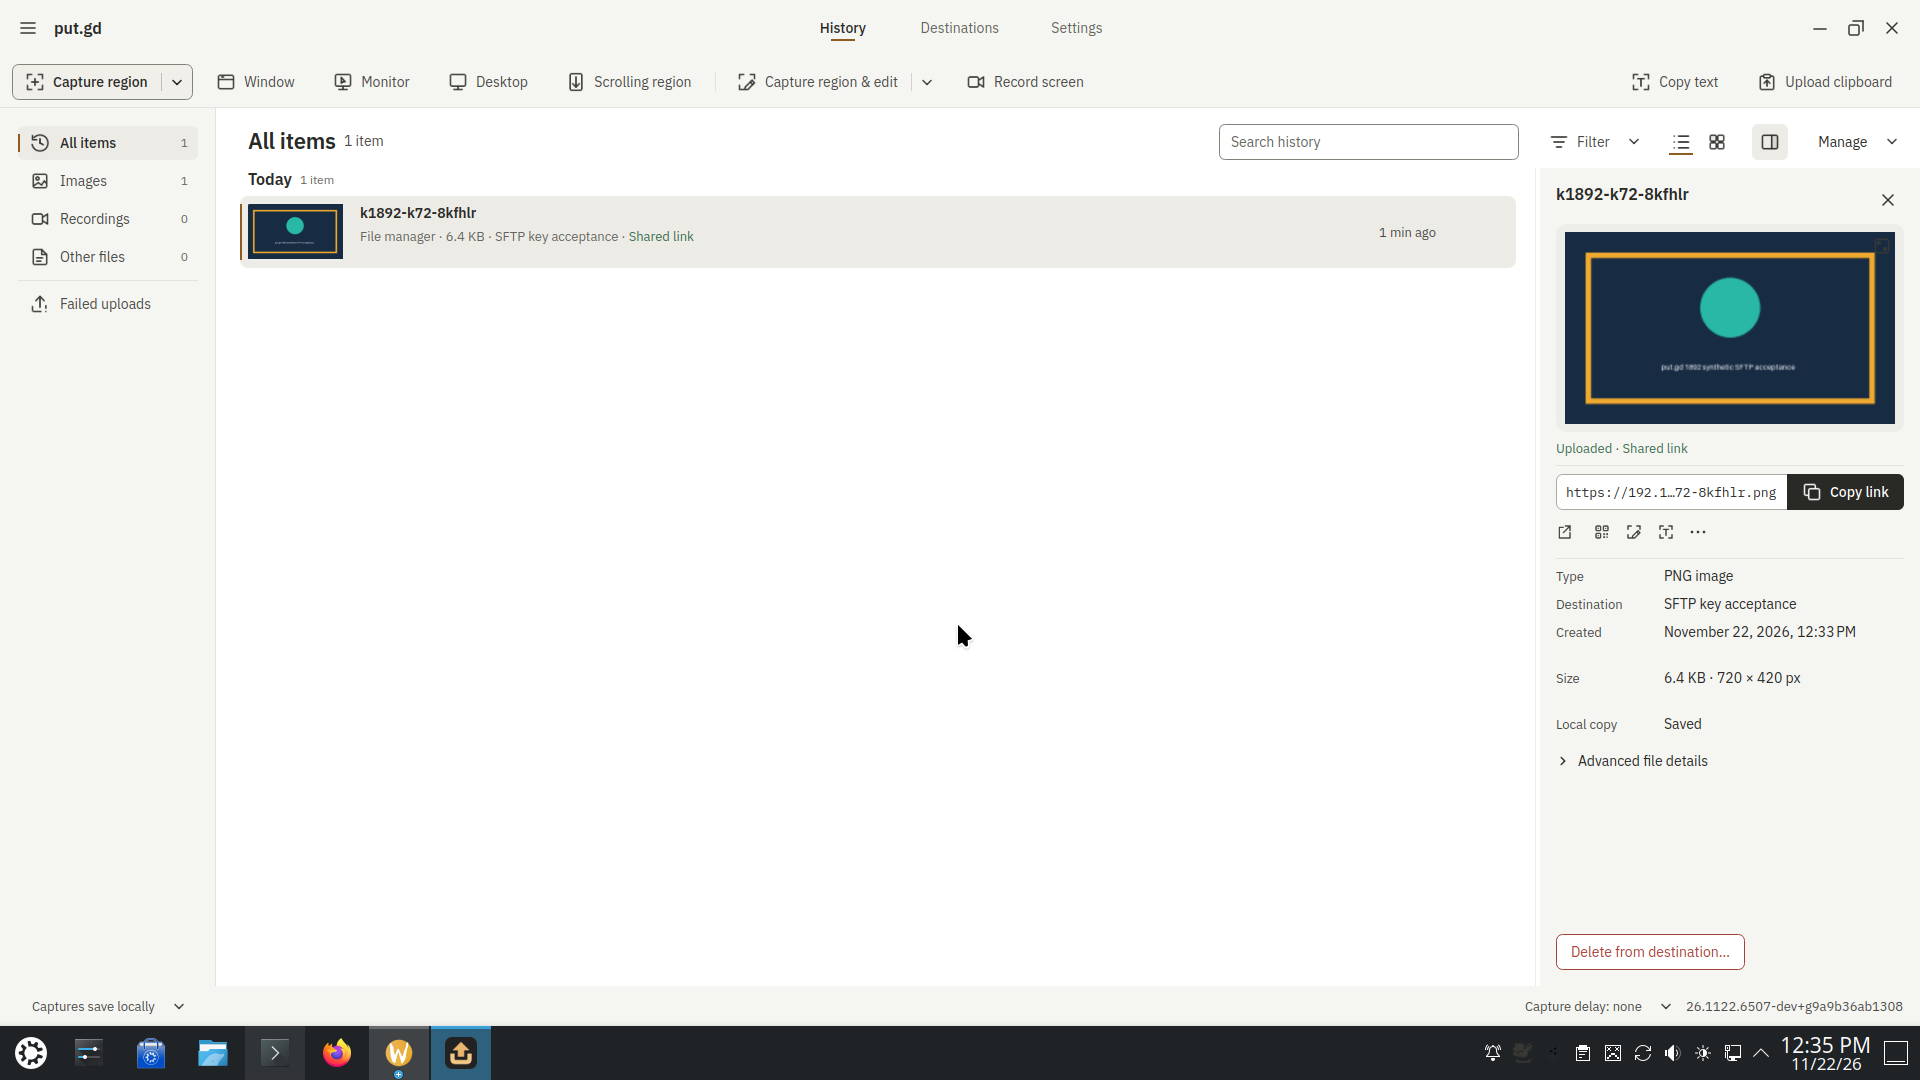 put.gd
History
Destinations
Settings
Capture region
Window
Monitor
Desktop
Scrolling region
Capture region & edit
Record screen
Copy text
Upload clipboard
All items 1
Images 1
Recordings 0
Other files 0
Failed uploads
All items 1 item
Search history
Filter
Manage
Today 1 item
k1892-k72-8kfhlr
File manager · 6.4 KB · SFTP key acceptance · Shared link
1 min ago
k1892-k72-8kfhlr
put.gd 1892 synthetic SFTP acceptance
Uploaded · Shared link
https://192.1…72-8kfhlr.png
Copy link
Type PNG image
Destination SFTP key acceptance
Created November 22, 2026, 12:33 PM
Size 6.4 KB · 720 × 420 px
Local copy Saved
Advanced file details
Delete from destination...
Captures save locally
Capture delay: none
26.1122.6507-dev+g9a9b36ab1308
12:35 PM
11/22/26